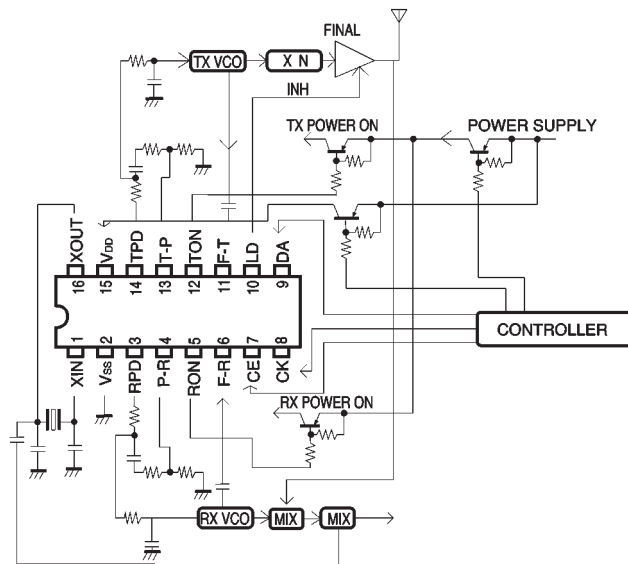 FINAL
TX VCO
X N
INH
TX POWER ON
POWER SUPPLY
XOUT
VDD
TPD
T-P
TON
F-T
LD
DA
16
15
14
13
12
11
10
9
CONTROLLER
1
2
3
4
5
6
7
8
XIN
VSS
RPD
P-R
RON
F-R
CE
CK
RX POWER ON
RX VCO
MIX
MIX